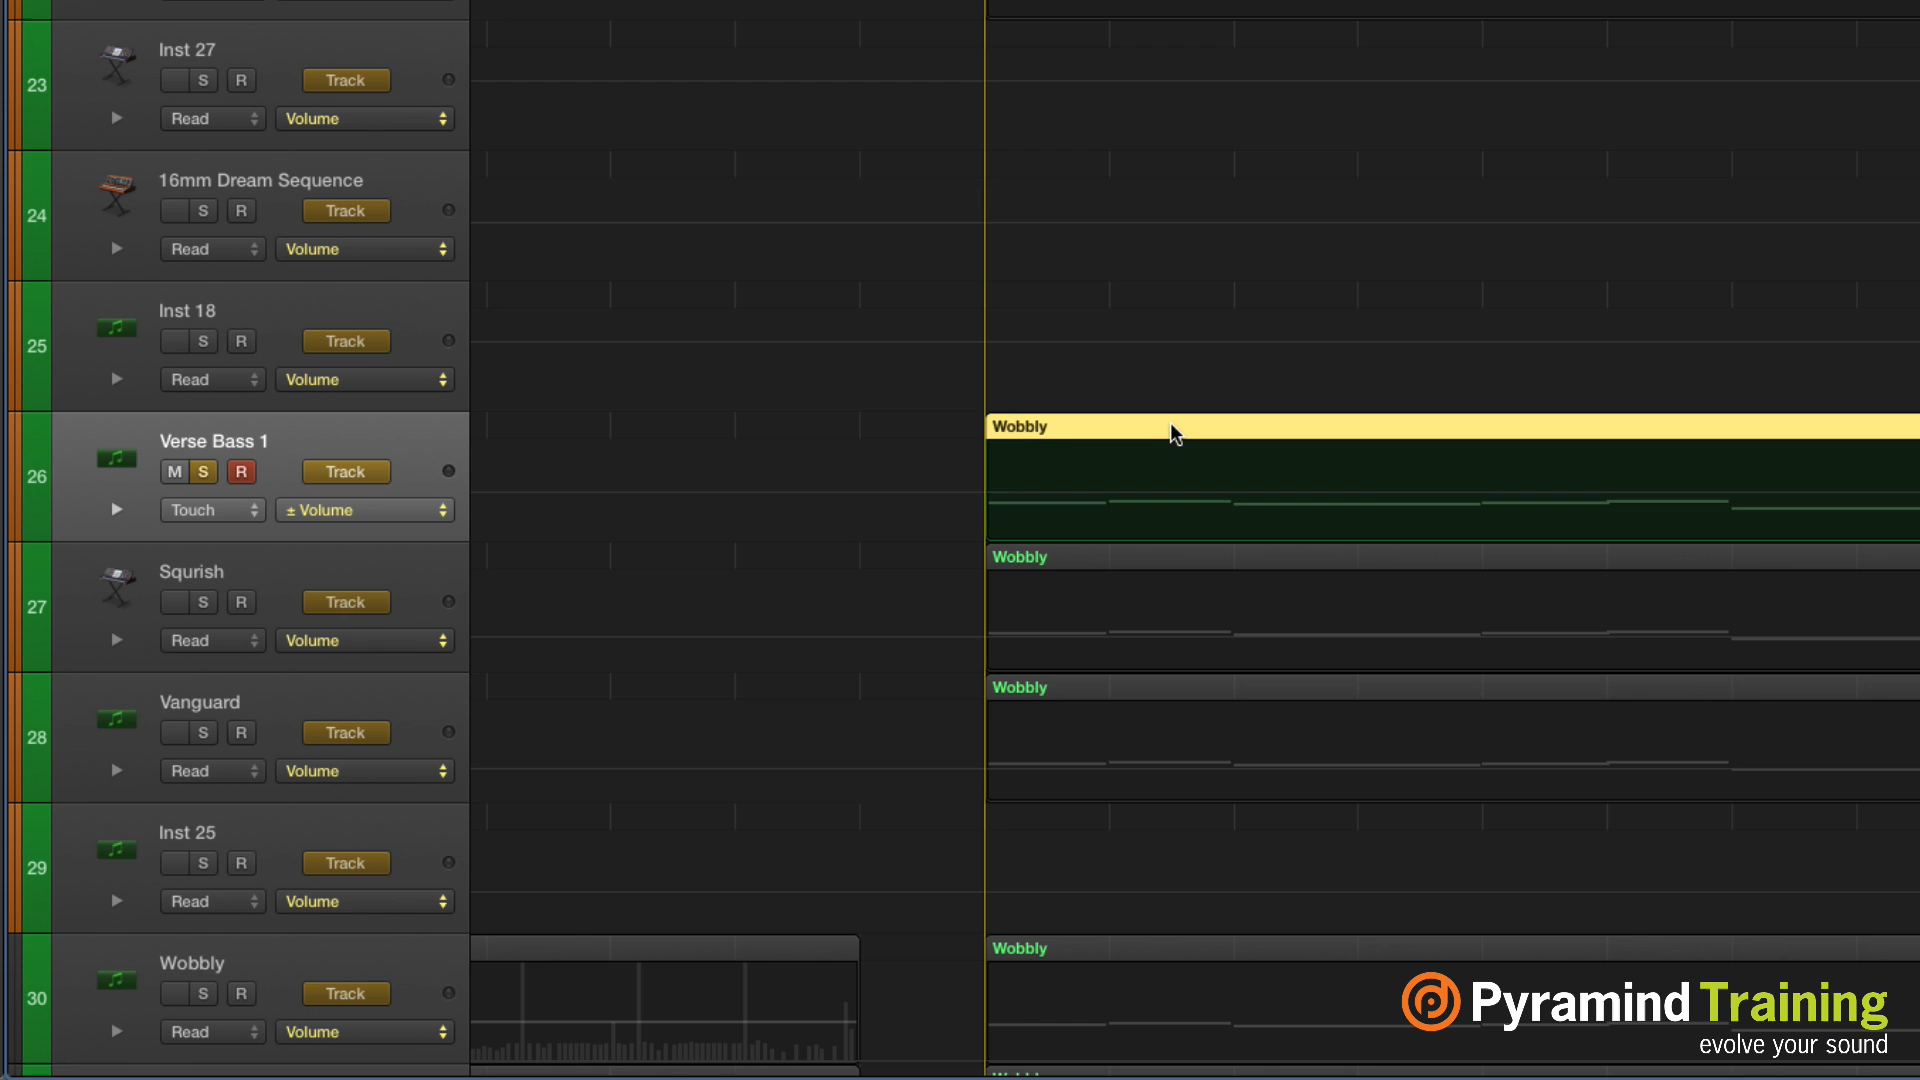 Inst 27
23
S R Track
Read Volume
16mm Dream Sequence
24
S R Track
Read Volume
Inst 18
25
S R Track
Read Volume
Verse Bass 1
26
M S R Track
Touch ± Volume
Wobbly
Squrish
27
S R Track
Read Volume
Wobbly
Vanguard
28
S R Track
Read Volume
Wobbly
Inst 25
29
S R Track
Read Volume
Wobbly
30
S R Track
Read Volume
Wobbly
Pyramind Training
evolve your sound